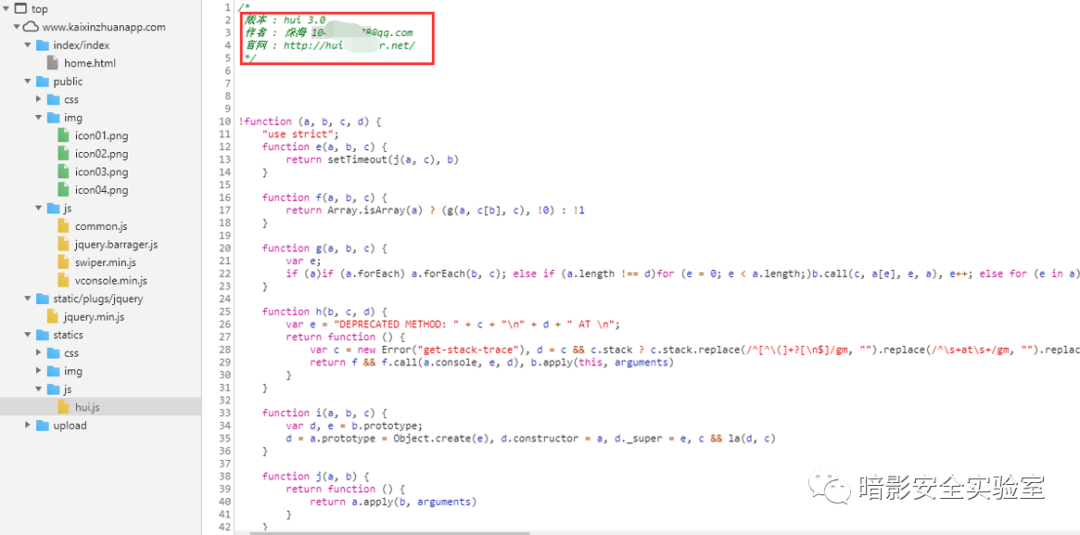 top
www.kaixinzhuanapp.com
index/index
home.html
public
css
img
icon01.png
icon02.png
icon03.png
icon04.png
js
common.js
jquery.barrager.js
swiper.min.js
vconsole.min.js
static/plugs/jquery
jquery.min.js
statics
css
img
js
hui.js
upload
1 /*
2 版本 : hui 3.0
3 作者 : 深海 10 @qq.com
4 官网 : http://hui r.net/
5 */
6
7
8
9
10 !function (a, b, c, d) {
11 "use strict";
12 function e(a, b, c) {
13 return setTimeout(j(a, c), b)
14 }
15
16 function f(a, b, c) {
17 return Array.isArray(a) ? (g(a, c[b], c), !0) : !1
18 }
19
20 function g(a, b, c) {
21 var e;
22 if (a)if (a.forEach) a.forEach(b, c); else if (a.length !== d)for (e = 0; e < a.length;)b.call(c, a[e], e, a), e++; else for (e in a)
23 }
24
25 function h(b, c, d) {
26 var e = "DEPRECATED METHOD: " + c + "\n" + d + " AT \n";
27 return function () {
28 var c = new Error("get-stack-trace"), d = c && c.stack ? c.stack.replace(/^[^\(]+?[\n$]/gm, "").replace(/^\s+at\s+/gm, "").replac
29 return f && f.call(a.console, e, d), b.apply(this, arguments)
30 }
31 }
32
33 function i(a, b, c) {
34 var d, e = b.prototype;
35 d = a.prototype = Object.create(e), d.constructor = a, d._super = e, c && la(d, c)
36 }
37
38 function j(a, b) {
39 return function () {
40 return a.apply(b, arguments)
41 }
42 }
暗影安全实验室